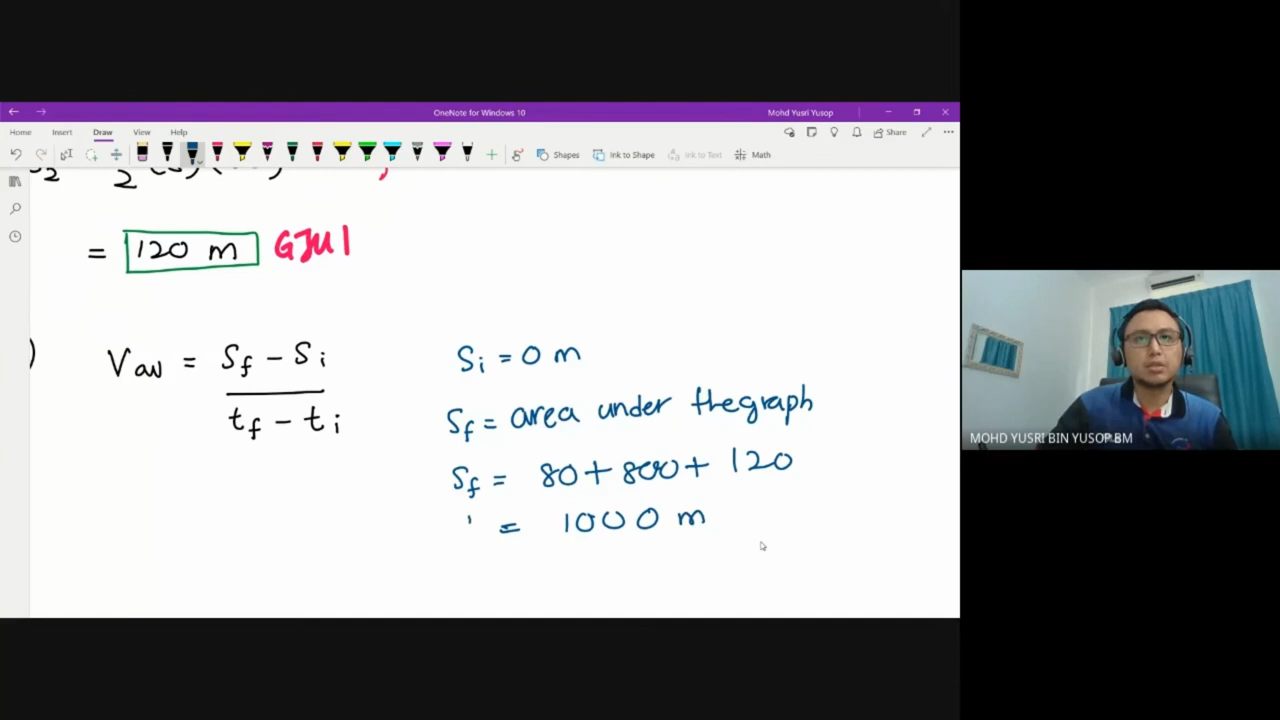 OneNote for Windows 10
Mohd Yusri Yusop
Home Insert Draw View Help
Share
Shapes
Ink to Shape
Ink to Text
Math
= 120 m GJU1
) Vav = Sf - Si
tf - ti
Si = 0 m
Sf = area under the graph
Sf = 80 + 800 + 120
= 1000 m
MOHD YUSRI BIN YUSOP BM